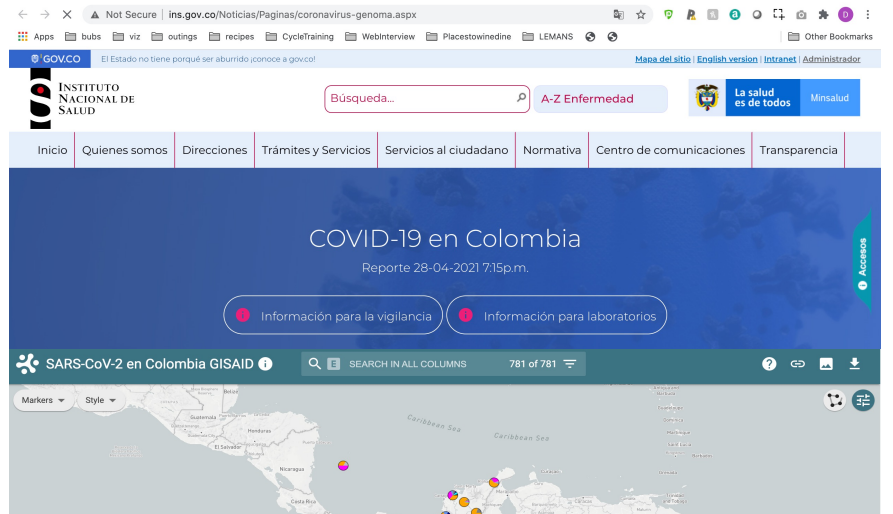 Not Secure | ins.gov.co/Noticias/Paginas/coronavirus-genoma.aspx
D
Apps bubs viz outings recipes CycleTraining WebInterview Placestowinedine LEMANS Other Bookmarks
GOV.CO El Estado no tiene porqué ser aburrido ¡conoce a gov.co! Mapa del sitio | English version | Intranet | Administrador
INSTITUTO
NACIONAL DE
SALUD
Búsqueda...
A-Z Enfermedad
La salud
es de todos
Minsalud
Inicio Quienes somos Direcciones Trámites y Servicios Servicios al ciudadano Normativa Centro de comunicaciones Transparencia
COVID-19 en Colombia
Reporte 28-04-2021 7:15p.m.
Información para la vigilancia Información para laboratorios
Accesos
SARS-CoV-2 en Colombia GISAID E SEARCH IN ALL COLUMNS 781 of 781
Markers Style
Belize
Guatemala
Honduras
El Salvador
Nicaragua
Costa Rica
Caribbean Sea
Caribbean Sea